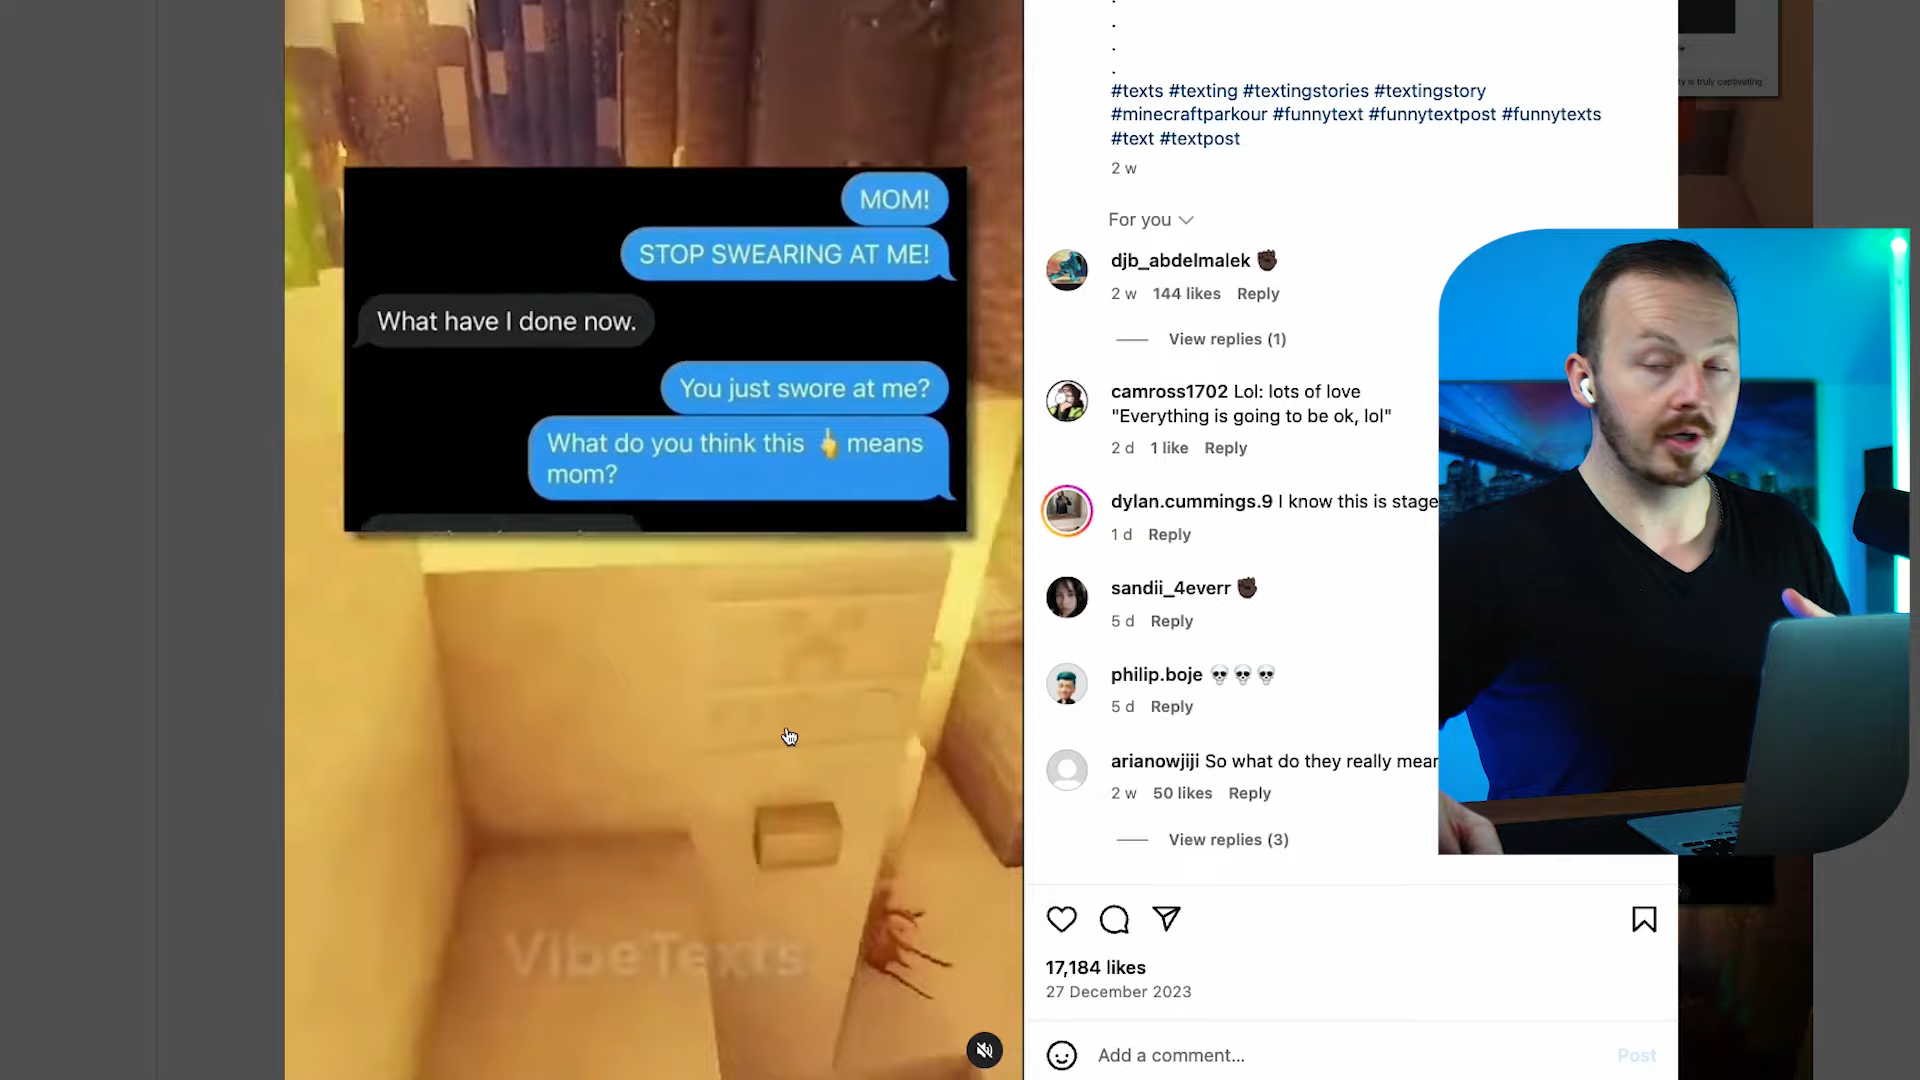 MOM!
STOP SWEARING AT ME!
What have I done now.
You just swore at me?
What do you think this 🖕 means
mom?
VibeTexts
.
.
.
#texts #texting #textingstories #textingstory
#minecraftparkour #funnytext #funnytextpost #funnytexts
#text #textpost
2 w
For you
djb_abdelmalek ✊🏿
2 w 144 likes Reply
View replies (1)
camross1702 Lol: lots of love
"Everything is going to be ok, lol"
2 d 1 like Reply
dylan.cummings.9 I know this is stage
1 d Reply
sandii_4everr ✊🏿
5 d Reply
philip.boje 💀💀💀
5 d Reply
arianowjiji So what do they really mean
2 w 50 likes Reply
View replies (3)
17,184 likes
27 December 2023
Add a comment...
Post
ty is truly captivating